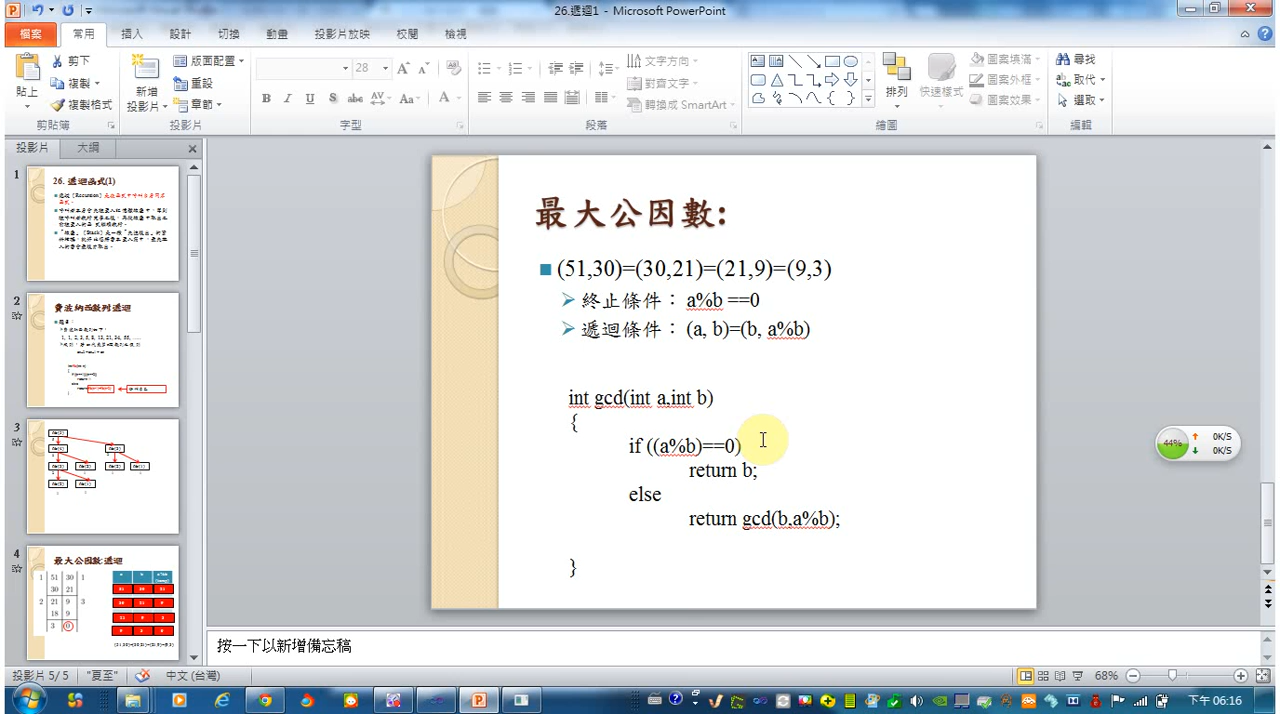 26.遞迴1 - Microsoft PowerPoint
檔案 常用 插入 設計 切換 動畫 投影片放映 校閱 檢視
貼上 剪下 複製 複製格式 剪貼簿
新增投影片 版面配置 重設 章節 投影片
28
字型
文字方向 對齊文字 轉換成 SmartArt 段落
排列 快速樣式 圖案填滿 圖案外框 圖案效果 繪圖
尋找 取代 選取 編輯
投影片 大綱
1
26. 遞迴函式(1)
2
費波納函數列遞迴
3
4
最大公因數:遞迴
最大公因數:
(51,30)=(30,21)=(21,9)=(9,3)
終止條件： a%b ==0
遞迴條件： (a, b)=(b, a%b)
int gcd(int a,int b)
{
if ((a%b)==0)
return b;
else
return gcd(b,a%b);
}
44%
0K/S
0K/S
按一下以新增備忘稿
投影片 5/5 "夏至" 中文 (台灣) 68%
下午 06:16